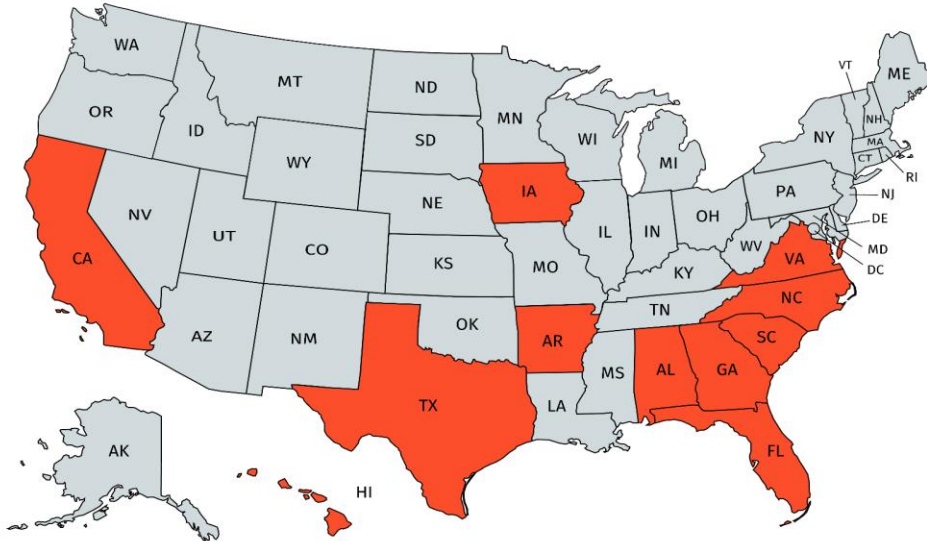 WA
MT
ND
MN
VT
ME
OR
ID
SD
WI
NH
NY
MA
WY
MI
CT
RI
IA
PA
NJ
NE
OH
NV
IL
IN
DE
UT
CO
WV
MD
CA
KS
MO
VA
DC
KY
NC
AZ
NM
OK
TN
AR
SC
MS
AL
GA
TX
LA
AK
FL
HI